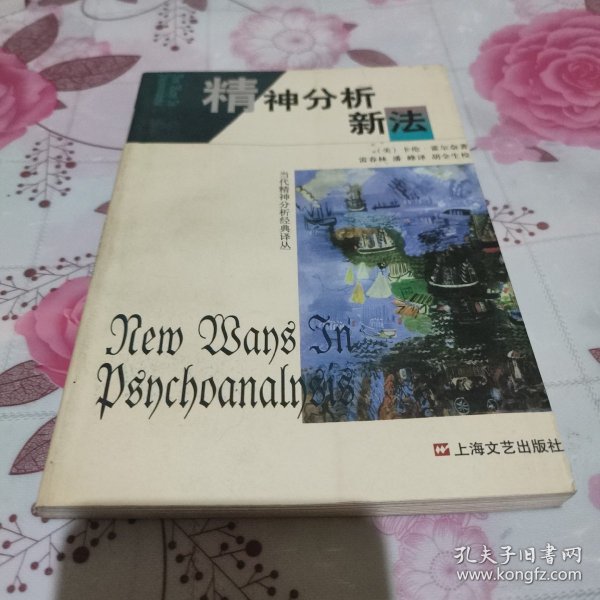 精神分析
新法
(美) 卡伦·霍尔奈著
雷春林 潘峰译 胡全生校
当代精神分析经典译丛
New Ways In
Psychoanalysis
上海文艺出版社
孔夫子旧书网
www.kongfz.com